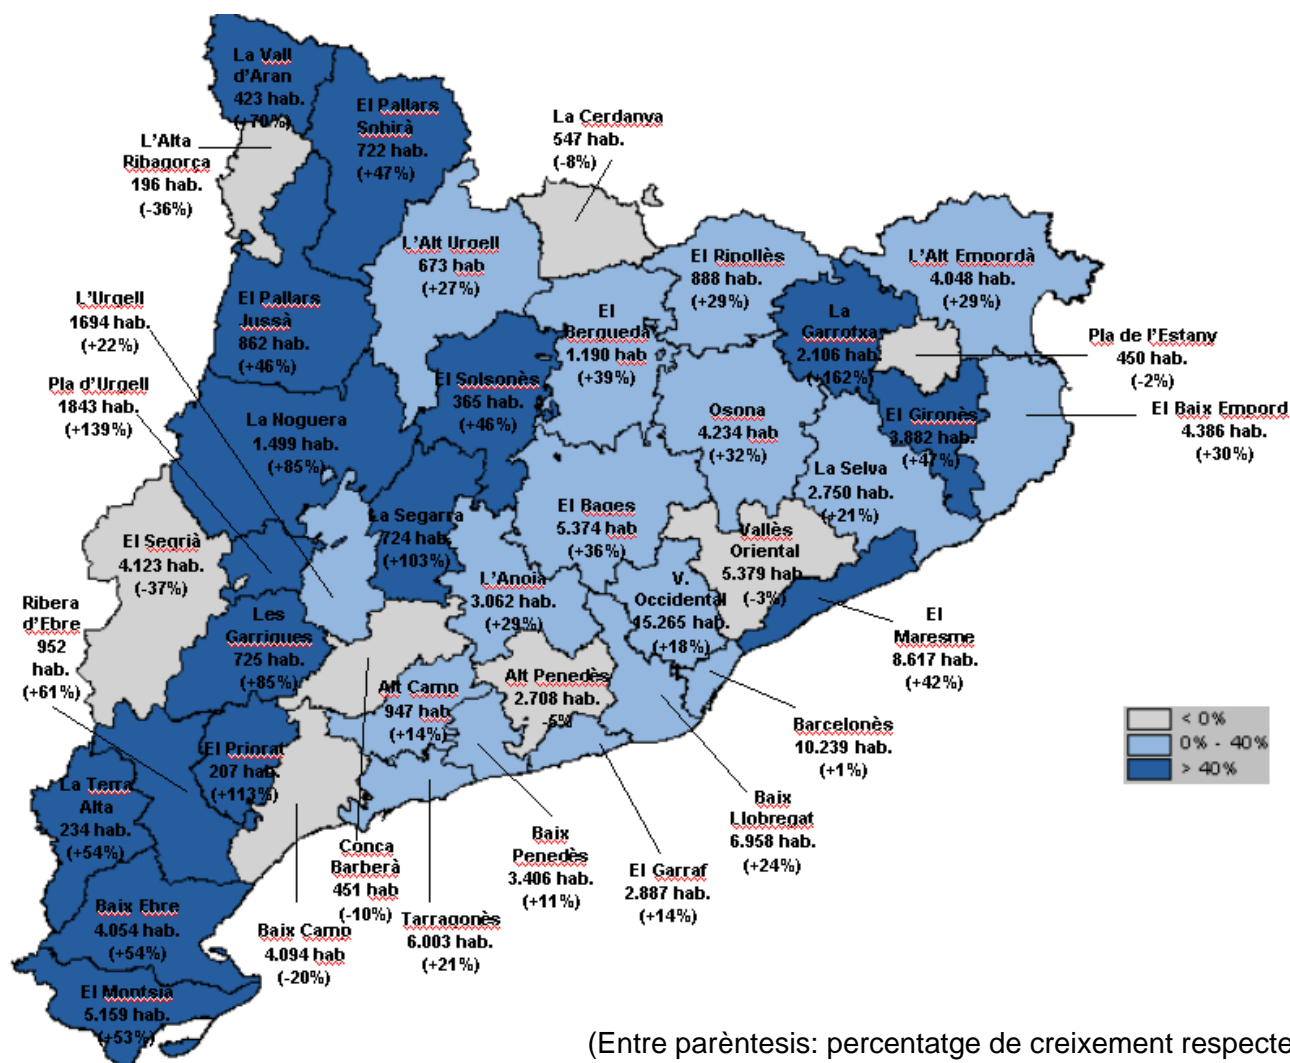 La Vall
d'Aran
423 hab.
(+70%)
El Pallars
Sobirà
722 hab.
(+47%)
L'Alta
Ribagorça
196 hab.
(-36%)
La Cerdanya
547 hab.
(-8%)
L'Alt Urgell
673 hab
(+27%)
El Ripollès
888 hab.
(+29%)
L'Alt Empordà
4.048 hab.
(+29%)
L'Urgell
1694 hab.
(+22%)
El Pallars
Jussà
862 hab.
(+46%)
El
Berguedà
1.190 hab
(+39%)
La
Garrotxa
2.106 hab.
(+162%)
Pla de l'Estany
450 hab.
(-2%)
Pla d'Urgell
1843 hab.
(+139%)
El Solsonès
365 hab.
(+46%)
La Noguera
1.499 hab.
(+85%)
Osona
4.234 hab
(+32%)
El Gironès
3.882 hab.
(+47%)
El Baix Empord
4.386 hab.
(+30%)
La Selva
2.750 hab.
(+21%)
El Segrià
4.123 hab.
(-37%)
La Segarra
724 hab.
(+103%)
El Bages
5.374 hab
(+36%)
Vallès
Oriental
5.379 hab
(-3%)
L'Anoia
3.062 hab.
(+29%)
V.
Occidental
15.265 hab.
(+18%)
El
Maresme
8.617 hab.
(+42%)
Ribera
d'Ebre
952
hab.
(+61%)
Les
Garrigues
725 hab.
(+85%)
Alt Camp
947 hab
(+14%)
Alt Penedès
2.708 hab.
-5%
Barcelonès
10.239 hab.
(+1%)
< 0%
0% - 40%
> 40%
El Priorat
207 hab.
(+113%)
La Terra
Alta
234 hab.
(+54%)
Baix
Llobregat
6.958 hab.
(+24%)
Conca
Barberà
451 hab
(-10%)
Baix
Penedès
3.406 hab.
(+11%)
El Garraf
2.887 hab.
(+14%)
Baix Ebre
4.054 hab.
(+54%)
Baix Camp
4.094 hab
(-20%)
Tarragonès
6.003 hab.
(+21%)
El Montsià
5.159 hab.
(+53%)
(Entre parèntesis: percentatge de creixement respecte